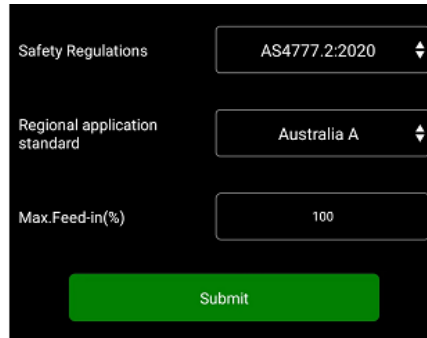 Safety Regulations
AS4777.2:2020
Regional application
standard
Australia A
Max.Feed-in(%)
100
Submit